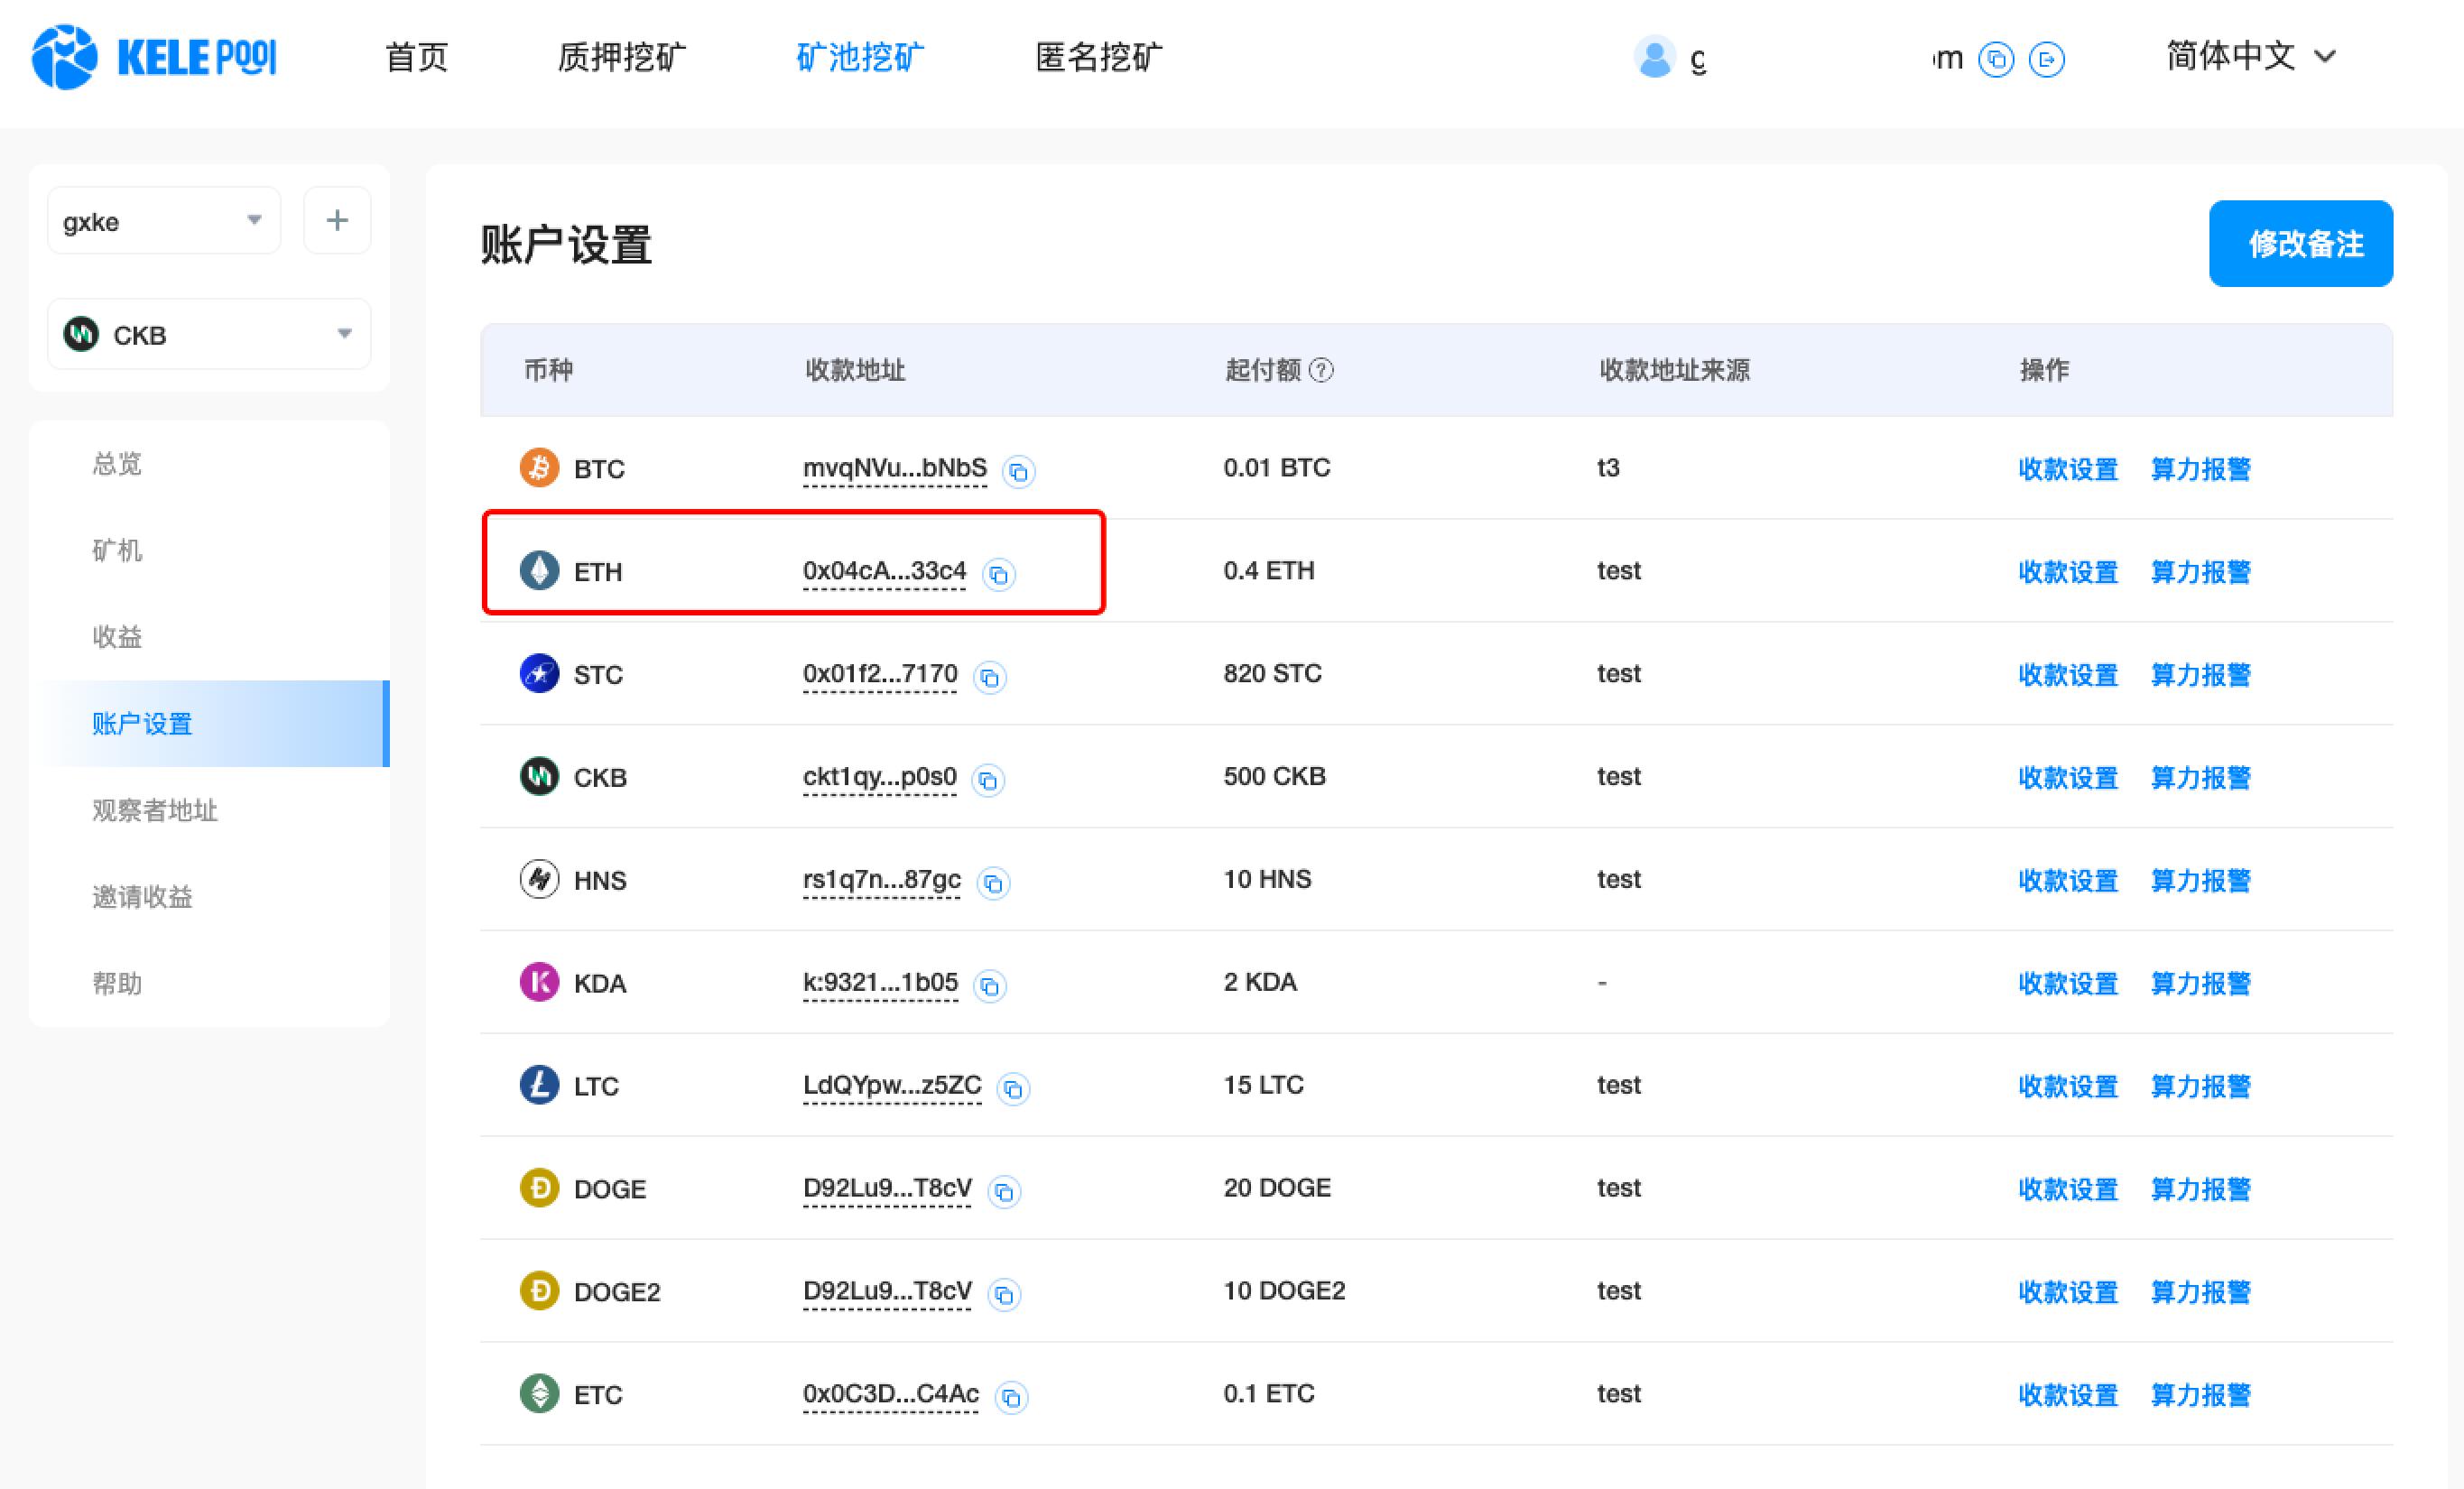 KELE POOl 首页 质押挖矿 矿池挖矿 匿名挖矿 g om 简体中文
gxke +
CKB
总览
矿机
收益
账户设置
观察者地址
邀请收益
帮助
账户设置 修改备注
币种 收款地址 起付额 ? 收款地址来源 操作
BTC mvqNVu...bNbS 0.01 BTC t3 收款设置 算力报警
ETH 0x04cA...33c4 0.4 ETH test 收款设置 算力报警
STC 0x01f2...7170 820 STC test 收款设置 算力报警
CKB ckt1qy...p0s0 500 CKB test 收款设置 算力报警
HNS rs1q7n...87gc 10 HNS test 收款设置 算力报警
KDA k:9321...1b05 2 KDA - 收款设置 算力报警
LTC LdQYpw...z5ZC 15 LTC test 收款设置 算力报警
DOGE D92Lu9...T8cV 20 DOGE test 收款设置 算力报警
DOGE2 D92Lu9...T8cV 10 DOGE2 test 收款设置 算力报警
ETC 0x0C3D...C4Ac 0.1 ETC test 收款设置 算力报警